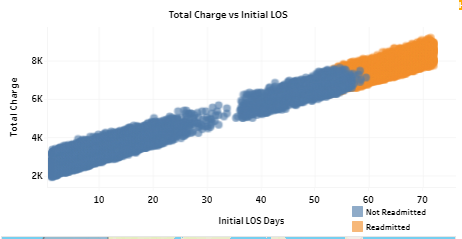 Total Charge vs Initial LOS
Total Charge
8K
6K
4K
2K
10 20 30 40 50 60 70
Initial LOS Days
Not Readmitted
Readmitted